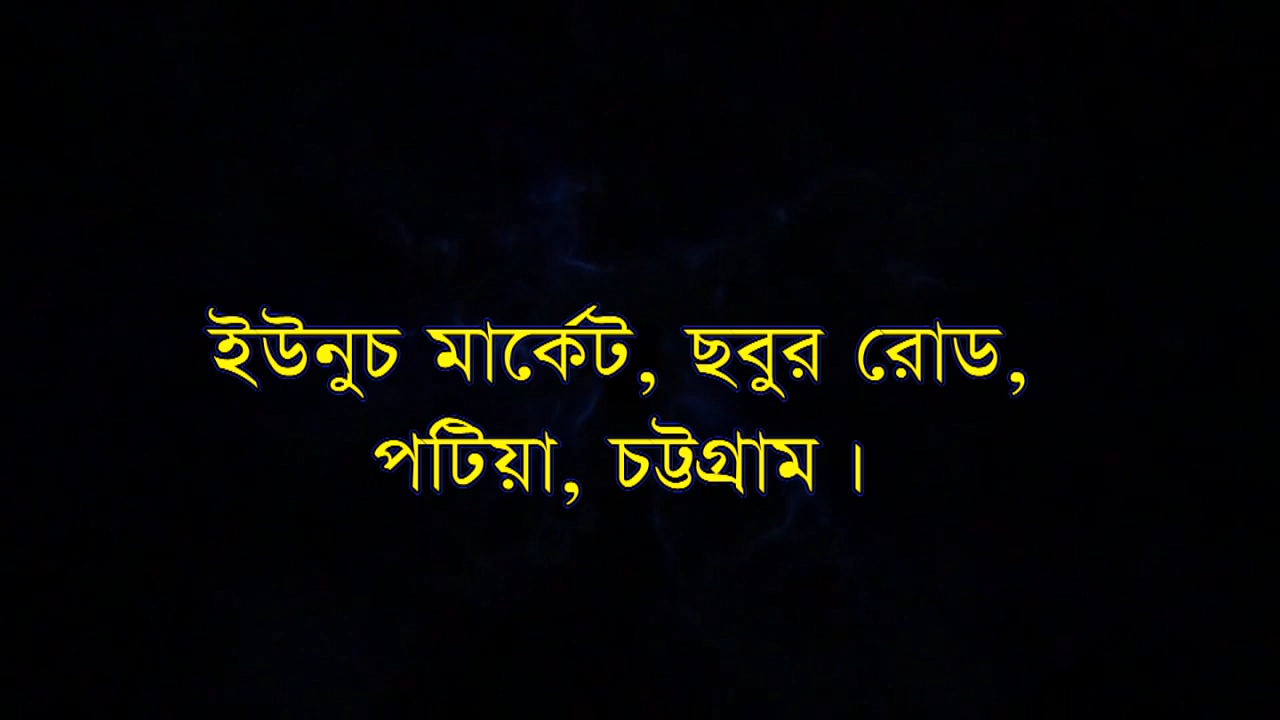 ইউনুচ মার্কেট, ছবুর রোড,
পটিয়া, চট্টগ্রাম ।